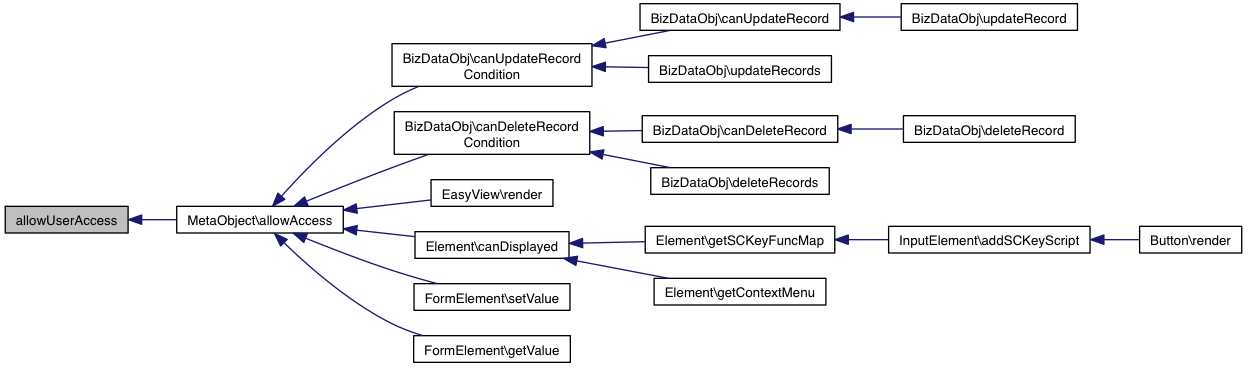 BizDataObj\canUpdateRecord
BizDataObj\updateRecord
BizDataObj\canUpdateRecord
Condition
BizDataObj\updateRecords
BizDataObj\canDeleteRecord
Condition
BizDataObj\canDeleteRecord
BizDataObj\deleteRecord
BizDataObj\deleteRecords
EasyView\render
allowUserAccess
MetaObject\allowAccess
Element\canDisplayed
Element\getSCKeyFuncMap
InputElement\addSCKeyScript
Button\render
Element\getContextMenu
FormElement\setValue
FormElement\getValue